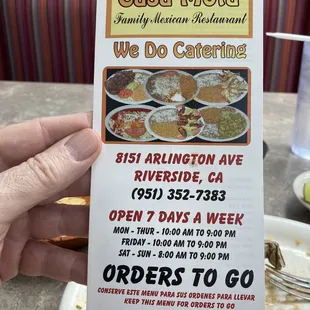 Casa Mota
Family Mexican Restaurant
We Do Catering
8151 ARLINGTON AVE
RIVERSIDE, CA
(951) 352-7383
OPEN 7 DAYS A WEEK
MON - THUR - 10:00 AM TO 9:00 PM
FRIDAY - 10:00 AM TO 9:00 PM
SAT - SUN - 8:00 AM TO 9:00 PM
ORDERS TO GO
CONSERVE ESTE MENU PARA SUS ORDENES PARA LLEVAR
KEEP THIS MENU FOR ORDERS TO GO